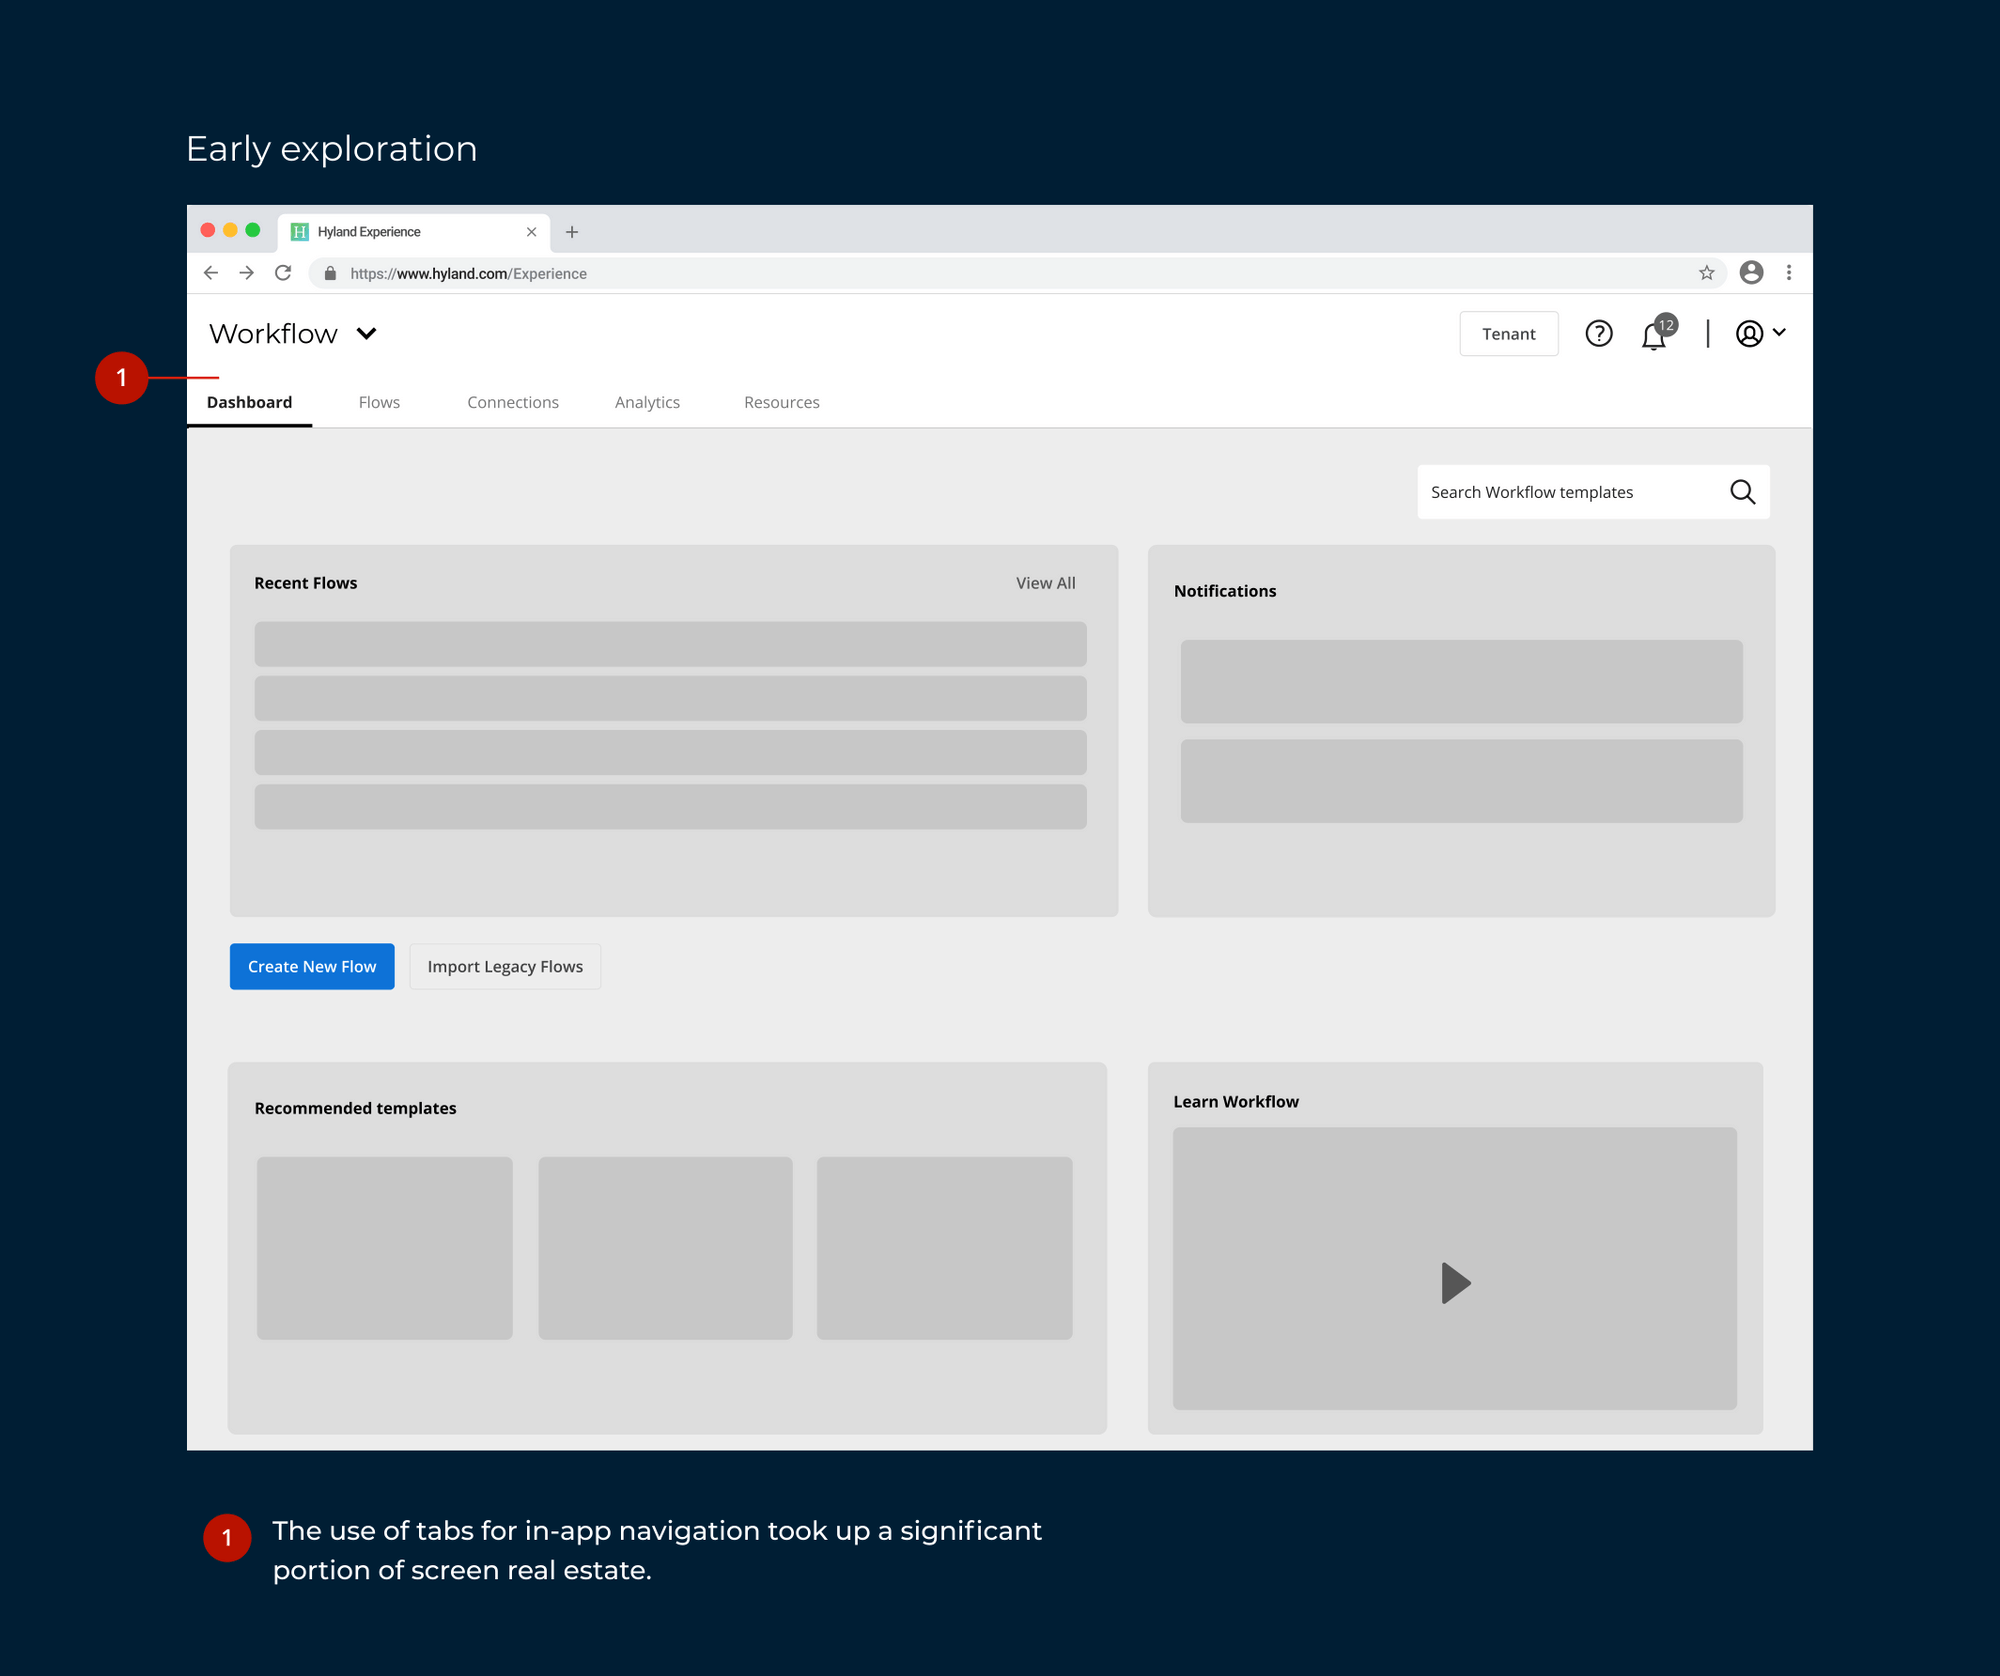 Early exploration
H Hyland Experience
https://www.hyland.com/Experience
Workflow
Tenant
12
1
Dashboard Flows Connections Analytics Resources
Search Workflow templates
Recent Flows View All
Notifications
Create New Flow Import Legacy Flows
Recommended templates
Learn Workflow
1 The use of tabs for in-app navigation took up a significant
portion of screen real estate.